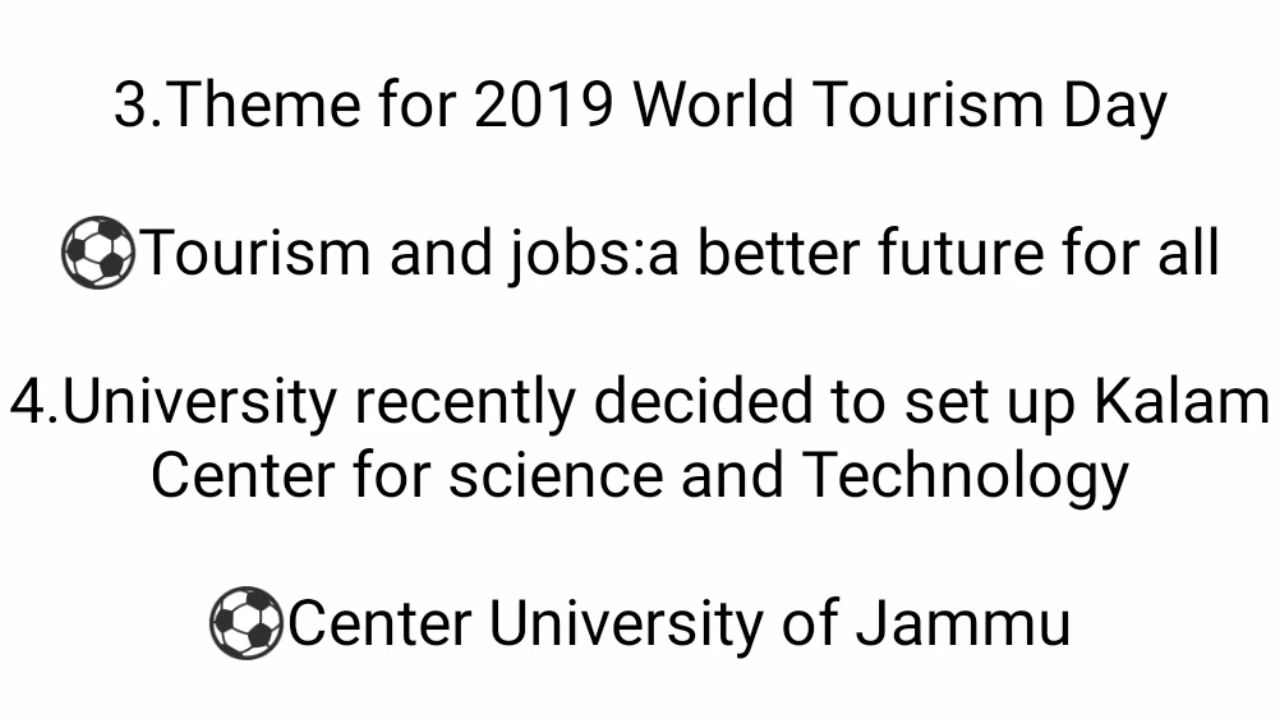 3.Theme for 2019 World Tourism Day
⚽Tourism and jobs:a better future for all
4.University recently decided to set up Kalam
Center for science and Technology
⚽Center University of Jammu